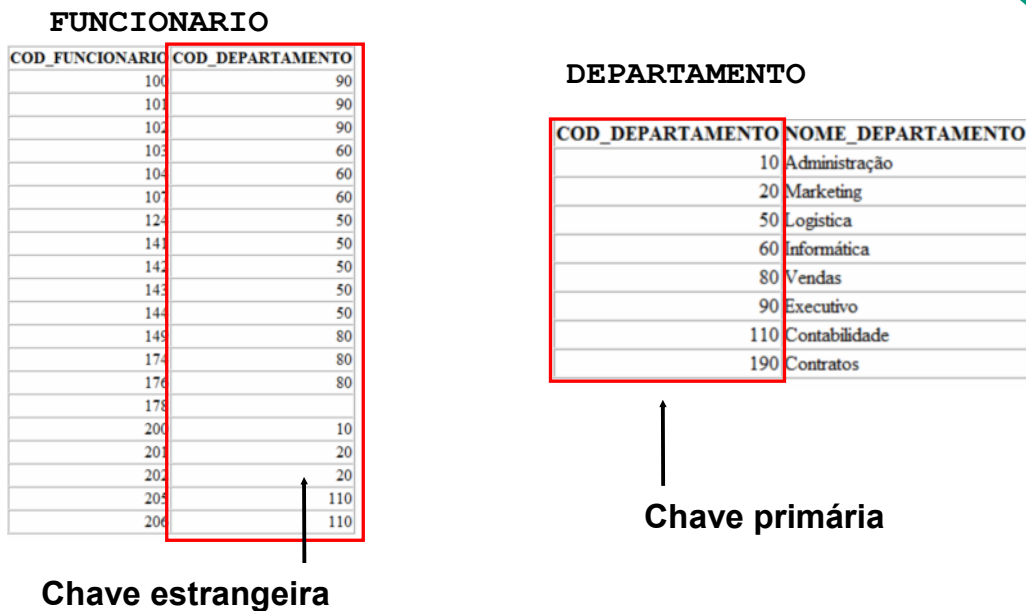 FUNCIONARIO
COD_FUNCIONARIO COD_DEPARTAMENTO
100 90
101 90
102 90
103 60
104 60
107 60
124 50
141 50
142 50
143 50
144 50
149 80
174 80
176 80
178
200 10
201 20
202 20
205 110
206 110
Chave estrangeira
DEPARTAMENTO
COD_DEPARTAMENTO NOME_DEPARTAMENTO
10 Administração
20 Marketing
50 Logística
60 Informática
80 Vendas
90 Executivo
110 Contabilidade
190 Contratos
Chave primária